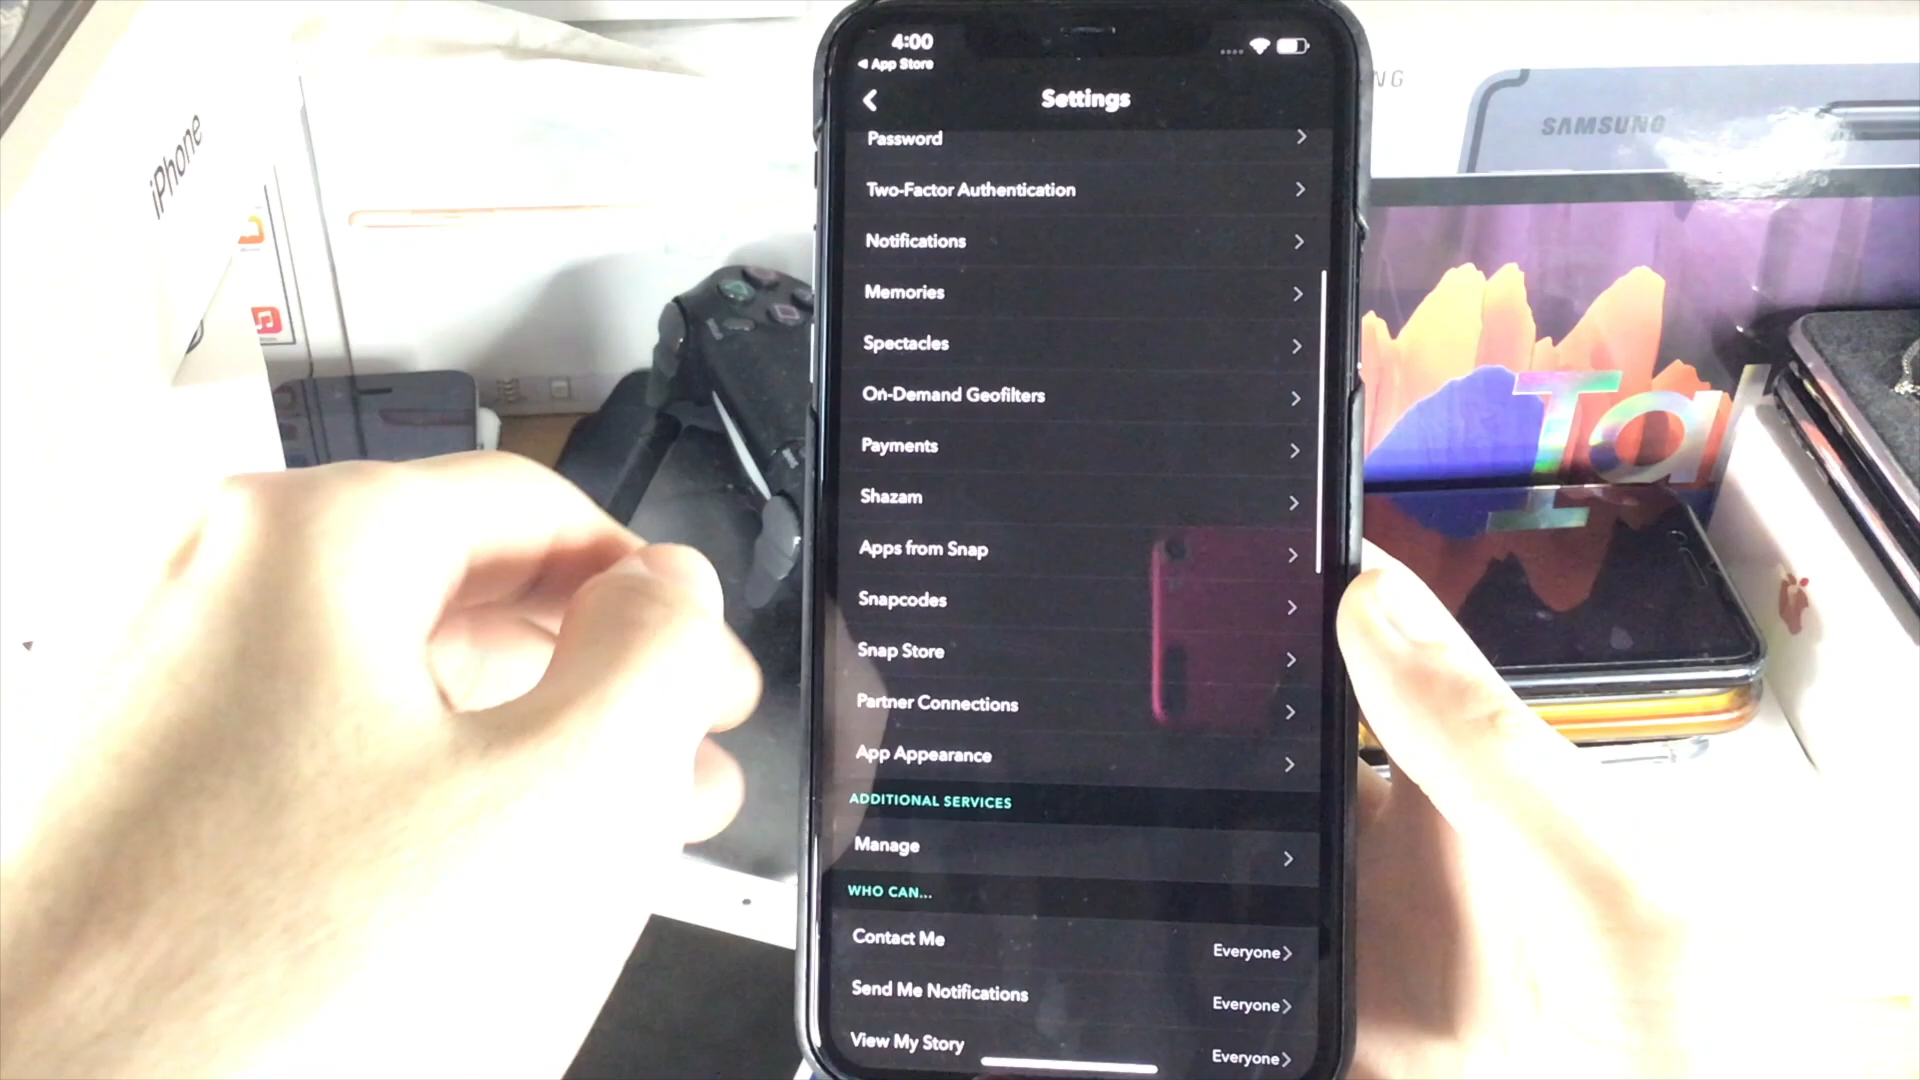 4:00
App Store
Settings
Password
Two-Factor Authentication
Notifications
Memories
Spectacles
On-Demand Geofilters
Payments
Shazam
Apps from Snap
Snapcodes
Snap Store
Partner Connections
App Appearance
ADDITIONAL SERVICES
Manage
WHO CAN...
Contact Me Everyone
Send Me Notifications Everyone
View My Story Everyone
iPhone
NG
SAMSUNG
Ta